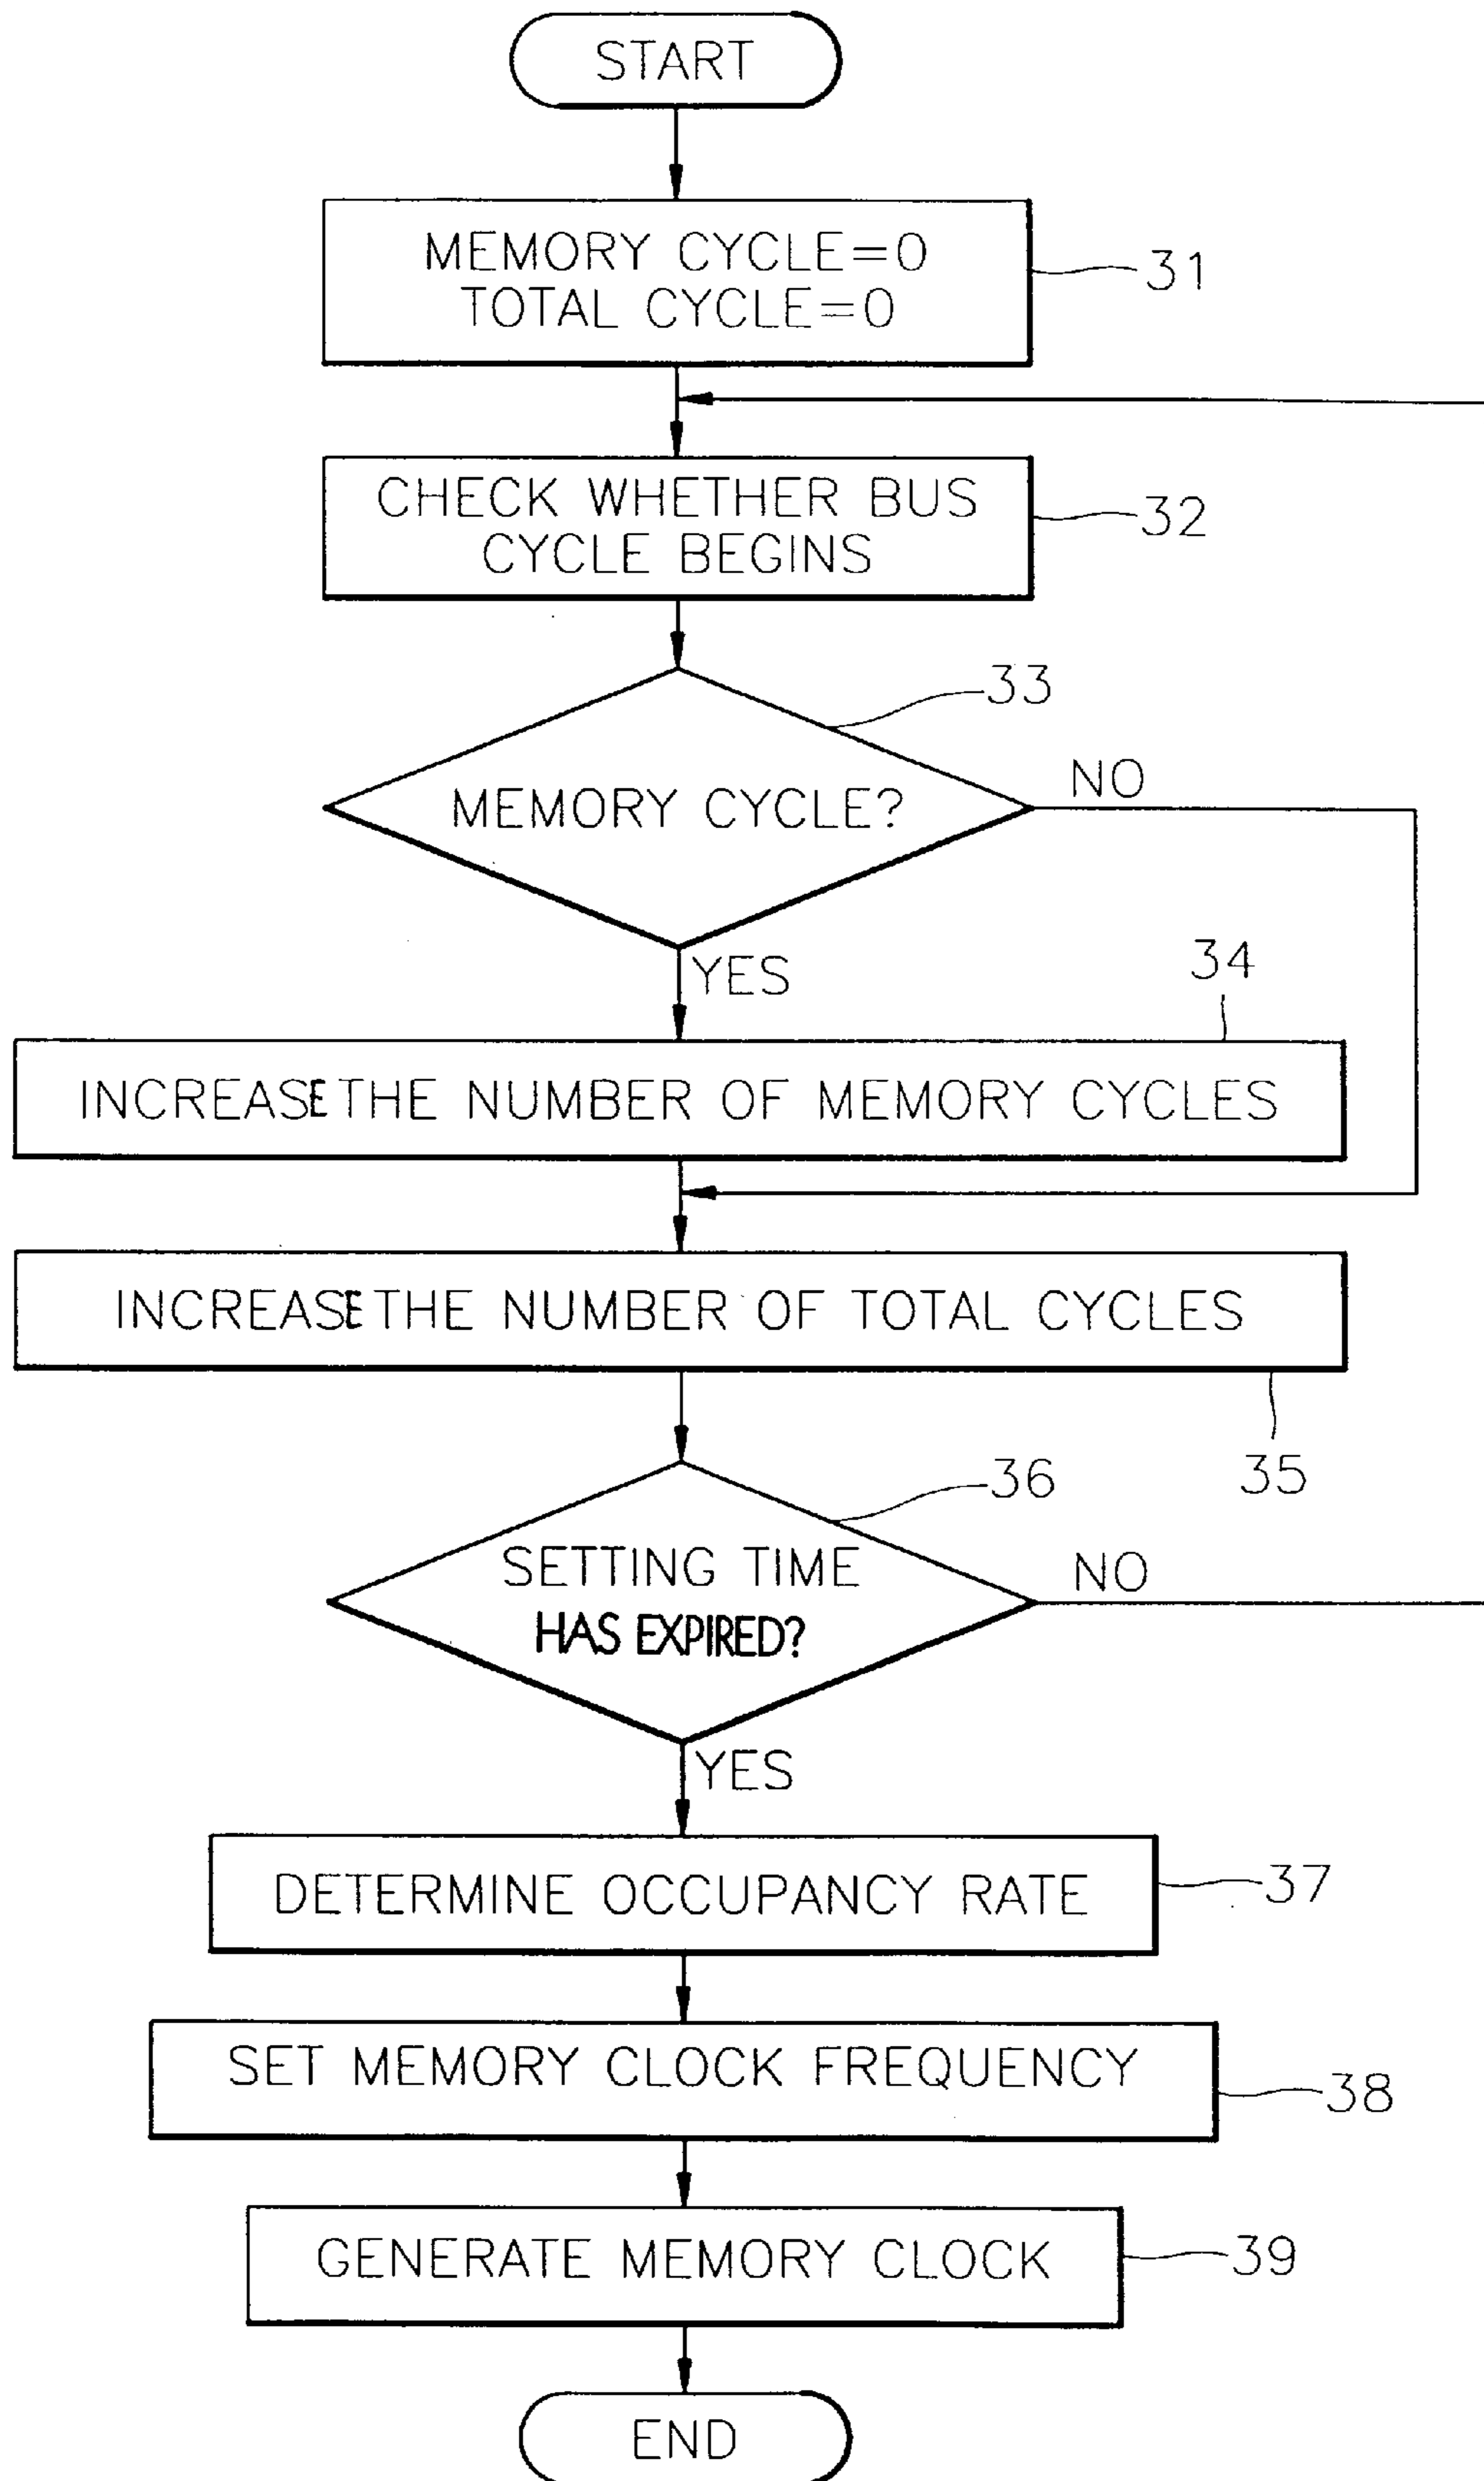 START
MEMORY CYCLE=0
TOTAL CYCLE=0
31
CHECK WHETHER BUS
CYCLE BEGINS
32
33
MEMORY CYCLE?
NO
YES
34
INCREASE THE NUMBER OF MEMORY CYCLES
INCREASE THE NUMBER OF TOTAL CYCLES
35
36
SETTING TIME
HAS EXPIRED?
NO
YES
DETERMINE OCCUPANCY RATE
37
SET MEMORY CLOCK FREQUENCY
38
GENERATE MEMORY CLOCK
39
END